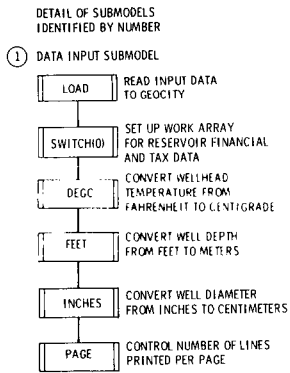 DETAIL OF SUBMODELS
IDENTIFIED BY NUMBER
1 DATA INPUT SUBMODEL
LOAD
READ INPUT DATA
TO GEOCITY
SWITCH(0)
SET UP WORK ARRAY
FOR RESERVOIR FINANCIAL
AND TAX DATA
DEGC
CONVERT WELLHEAD
TEMPERATURE FROM
FAHRENHEIT TO CENTIGRADE
FEET
CONVERT WELL DEPTH
FROM FEET TO METERS
INCHES
CONVERT WELL DIAMETER
FROM INCHES TO CENTIMETERS
PAGE
CONTROL NUMBER OF LINES
PRINTED PER PAGE